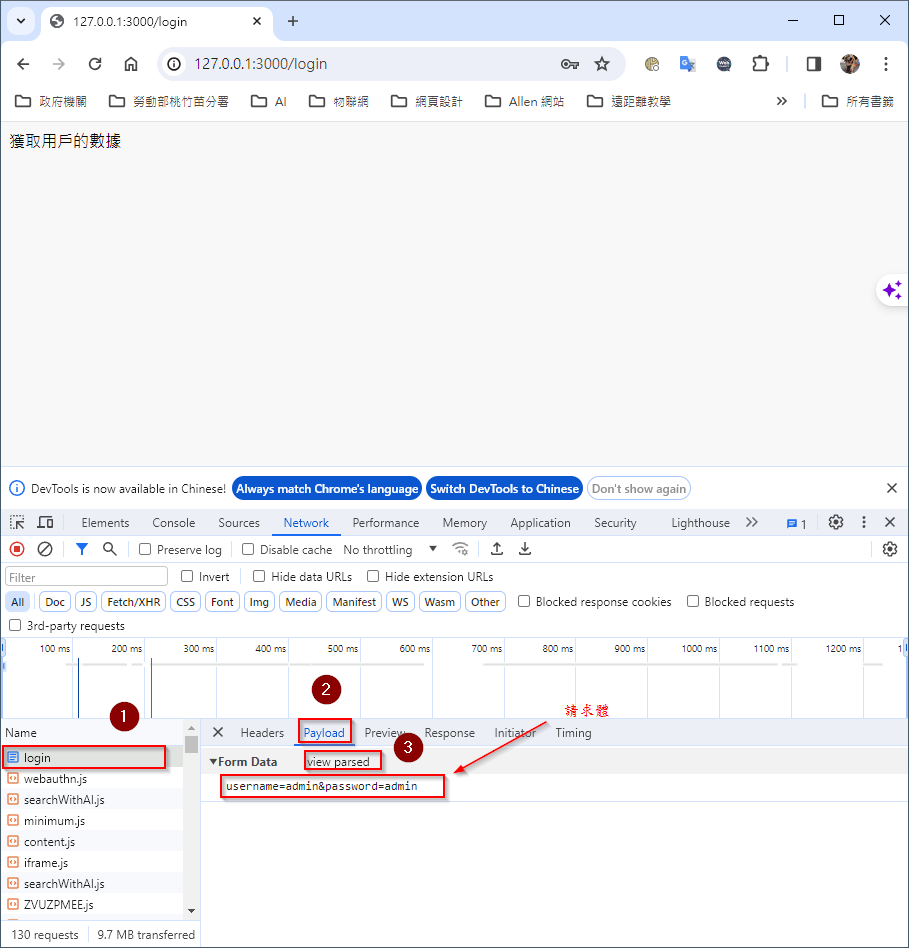 127.0.0.1:3000/login
127.0.0.1:3000/login
政府機關 勞動部桃竹苗分署 AI 物聯網 網頁設計 Allen 網站 遠距離教學 所有書籤
獲取用戶的數據
DevTools is now available in Chinese! Always match Chrome's language Switch DevTools to Chinese Don't show again
Elements Console Sources Network Performance Memory Application Security Lighthouse 1
Preserve log Disable cache No throttling
Filter Invert Hide data URLs Hide extension URLs
All Doc JS Fetch/XHR CSS Font Img Media Manifest WS Wasm Other Blocked response cookies Blocked requests
3rd-party requests
100 ms 200 ms 300 ms 400 ms 500 ms 600 ms 700 ms 800 ms 900 ms 1000 ms 1100 ms 1200 ms 1
2
1 請求體
Name Headers Payload Preview Response Initiator Timing
3
login Form Data view parsed
webauthn.js username=admin&password=admin
searchWithAI.js
minimum.js
content.js
iframe.js
searchWithAI.js
ZVUZPMEE.js
130 requests 9.7 MB transferred